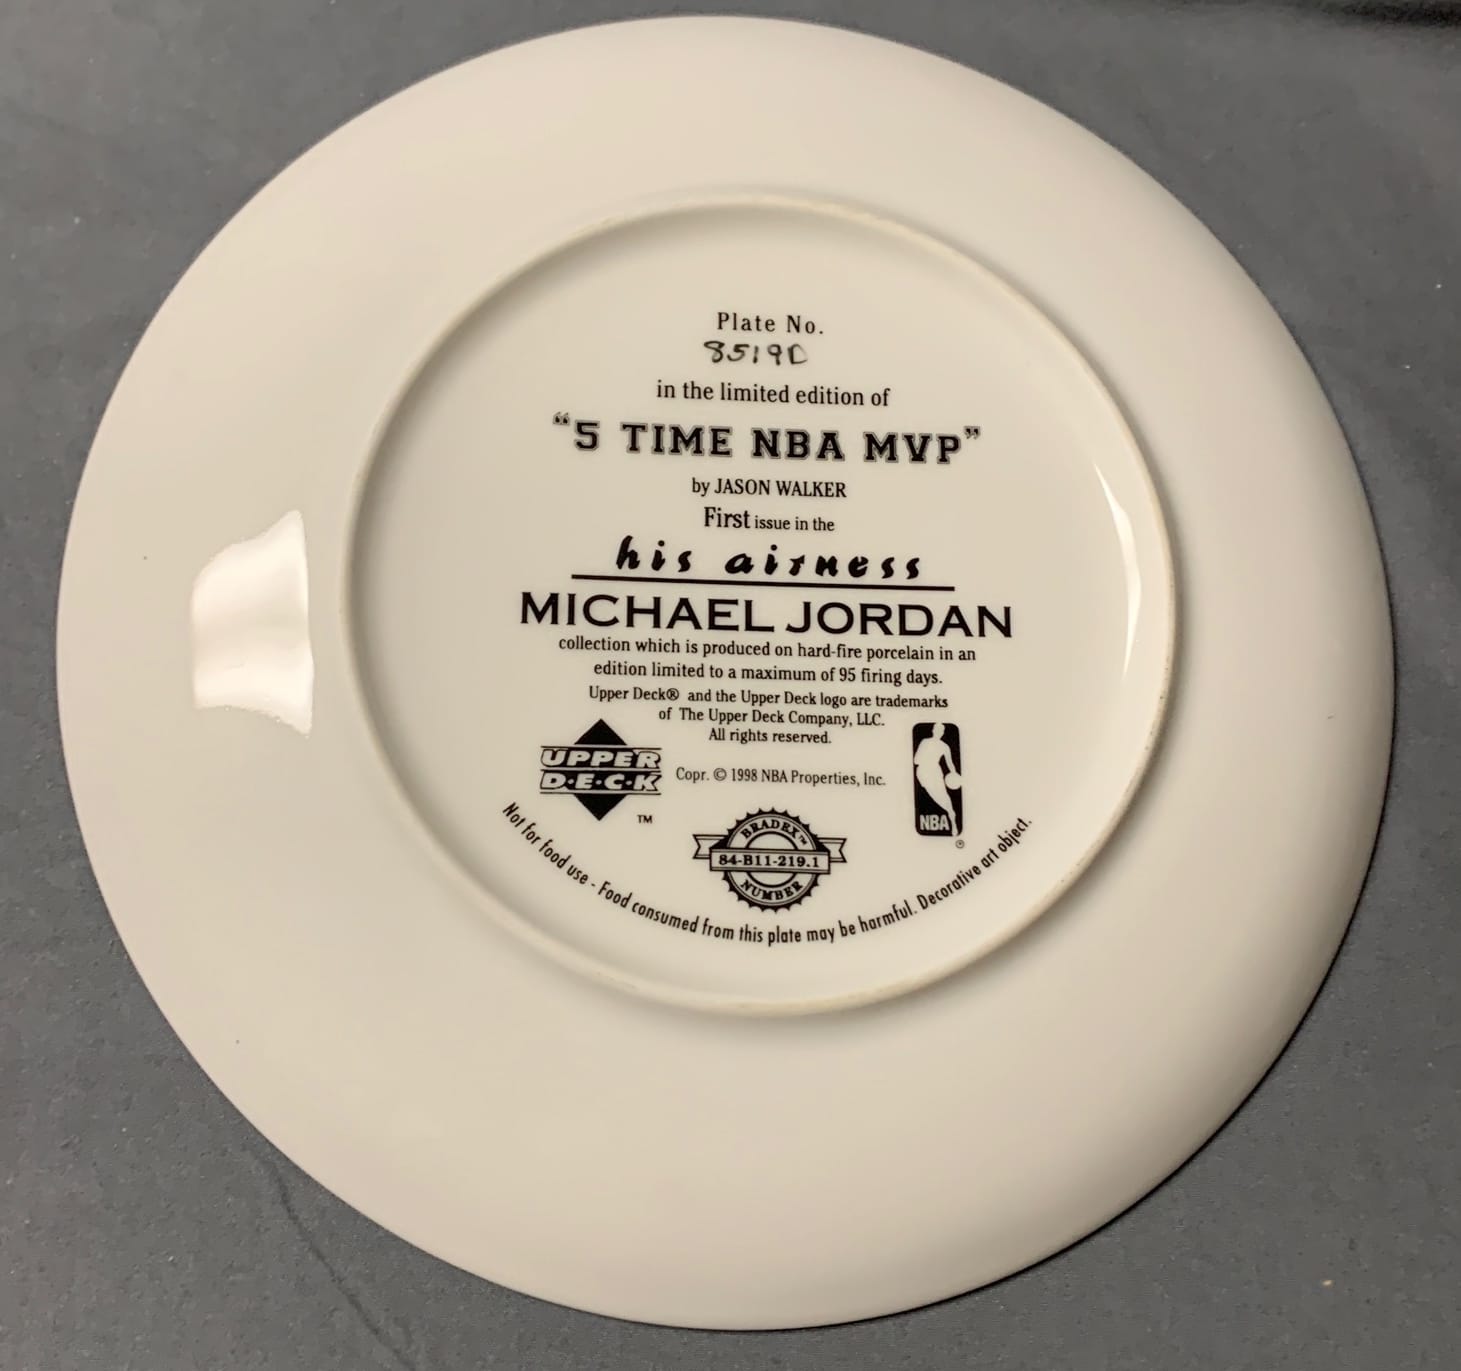 Plate No.
8519D
in the limited edition of
“5 TIME NBA MVP”
by JASON WALKER
First issue in the
his airness
MICHAEL JORDAN
collection which is produced on hard-fire porcelain in an
edition limited to a maximum of 95 firing days.
Upper Deck® and the Upper Deck logo are trademarks
of The Upper Deck Company, LLC.
All rights reserved.
UPPER
D•E•C•K
TM
Copr. © 1998 NBA Properties, Inc.
NBA
®
BRADEX™
84-B11-219.1
NUMBER
Not for food use - Food consumed from this plate may be harmful. Decorative art object.